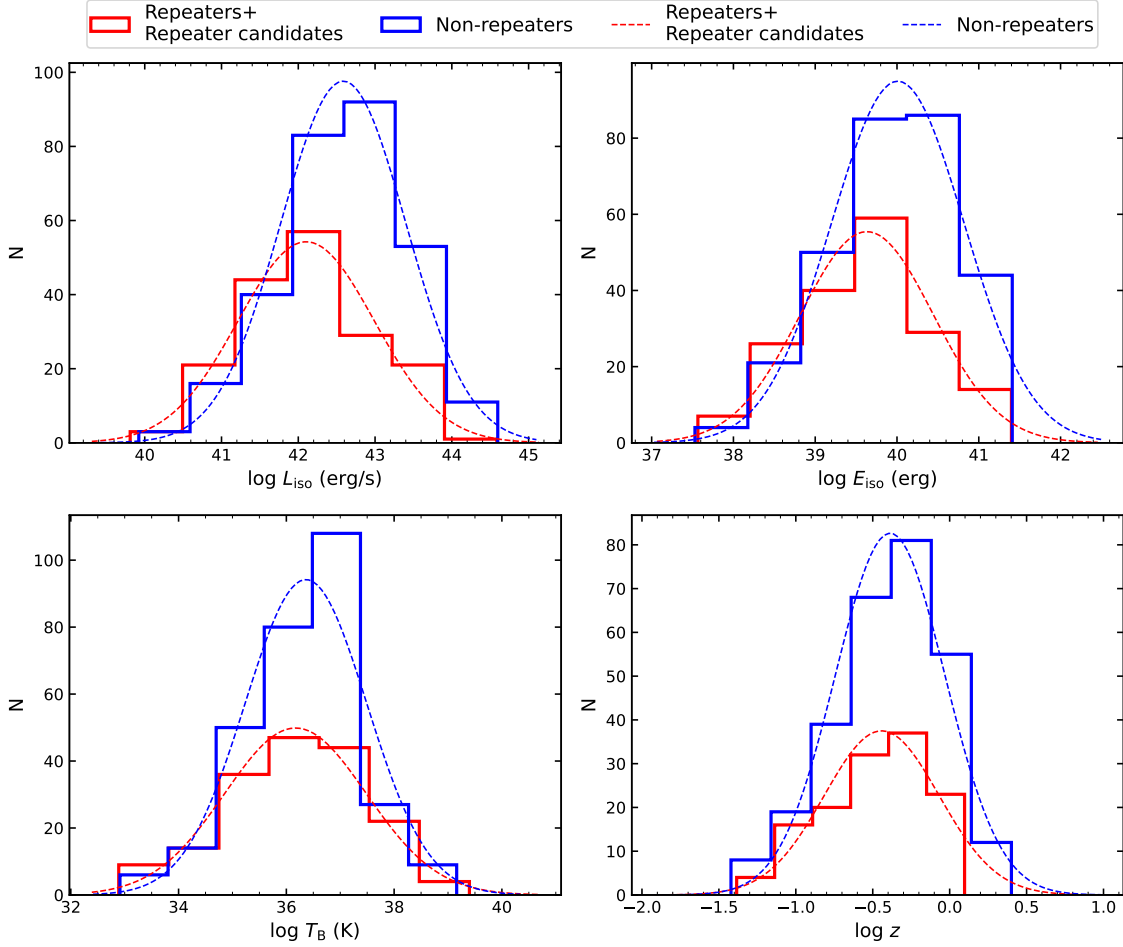 Repeaters+
Repeater candidates
Non-repeaters
Repeaters+
Repeater candidates
Non-repeaters
100
80
60
40
20
0
N
40 41 42 43 44 45
log L_iso (erg/s)
80
60
40
20
0
N
37 38 39 40 41 42
log E_iso (erg)
100
80
60
40
20
0
N
32 34 36 38 40
log T_B (K)
80
70
60
50
40
30
20
10
0
N
−2.0 −1.5 −1.0 −0.5 0.0 0.5 1.0
log z